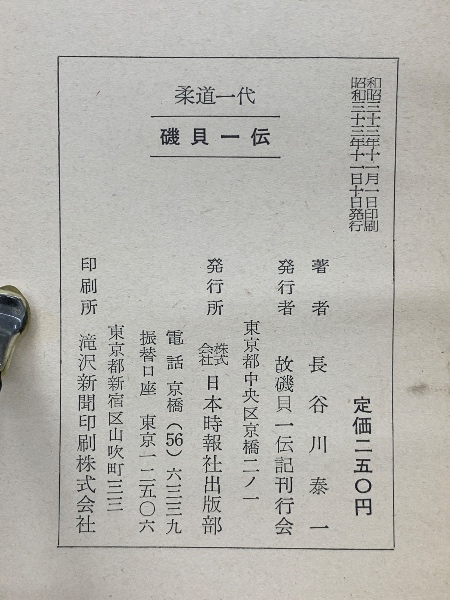 和昭三十三年十一月一日印刷
昭和三十三年十一日十日発行
柔道一代
磯貝一伝
定価二五〇円
著者 長谷川泰一
発行者 故磯貝一伝記刊行会
東京都中央区京橋二ノ一
発行所 株式会社 日本時報社出版部
電話 京橋(56)六三三九
振替口座 東京一二五〇六
東京都新宿区山吹町三三
印刷所 滝沢新聞印刷株式会社